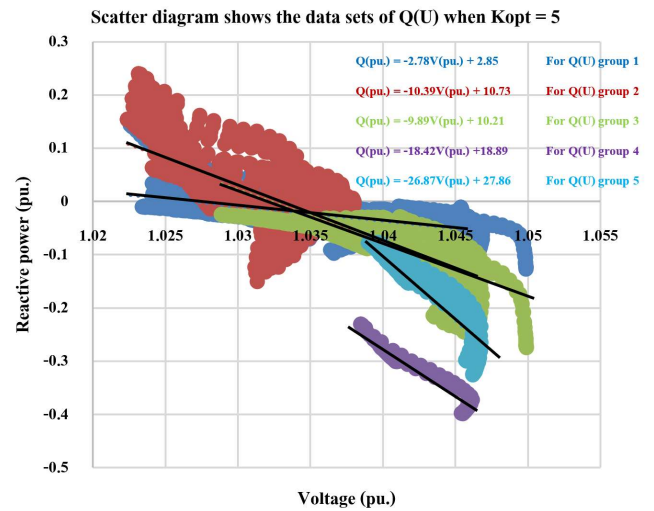 Scatter diagram shows the data sets of Q(U) when Kopt = 5
0.3
0.2
0.1
0
-0.1
-0.2
-0.3
-0.4
-0.5
Q(pu.) = -2.78V(pu.) + 2.85 For Q(U) group 1
Q(pu.) = -10.39V(pu.) + 10.73 For Q(U) group 2
Q(pu.) = -9.89V(pu.) + 10.21 For Q(U) group 3
Q(pu.) = -18.42V(pu.) +18.89 For Q(U) group 4
Q(pu.) = -26.87V(pu.) + 27.86 For Q(U) group 5
1.02 1.025 1.03 1.035 1.04 1.045 1.05 1.055
Reactive power (pu.)
Voltage (pu.)